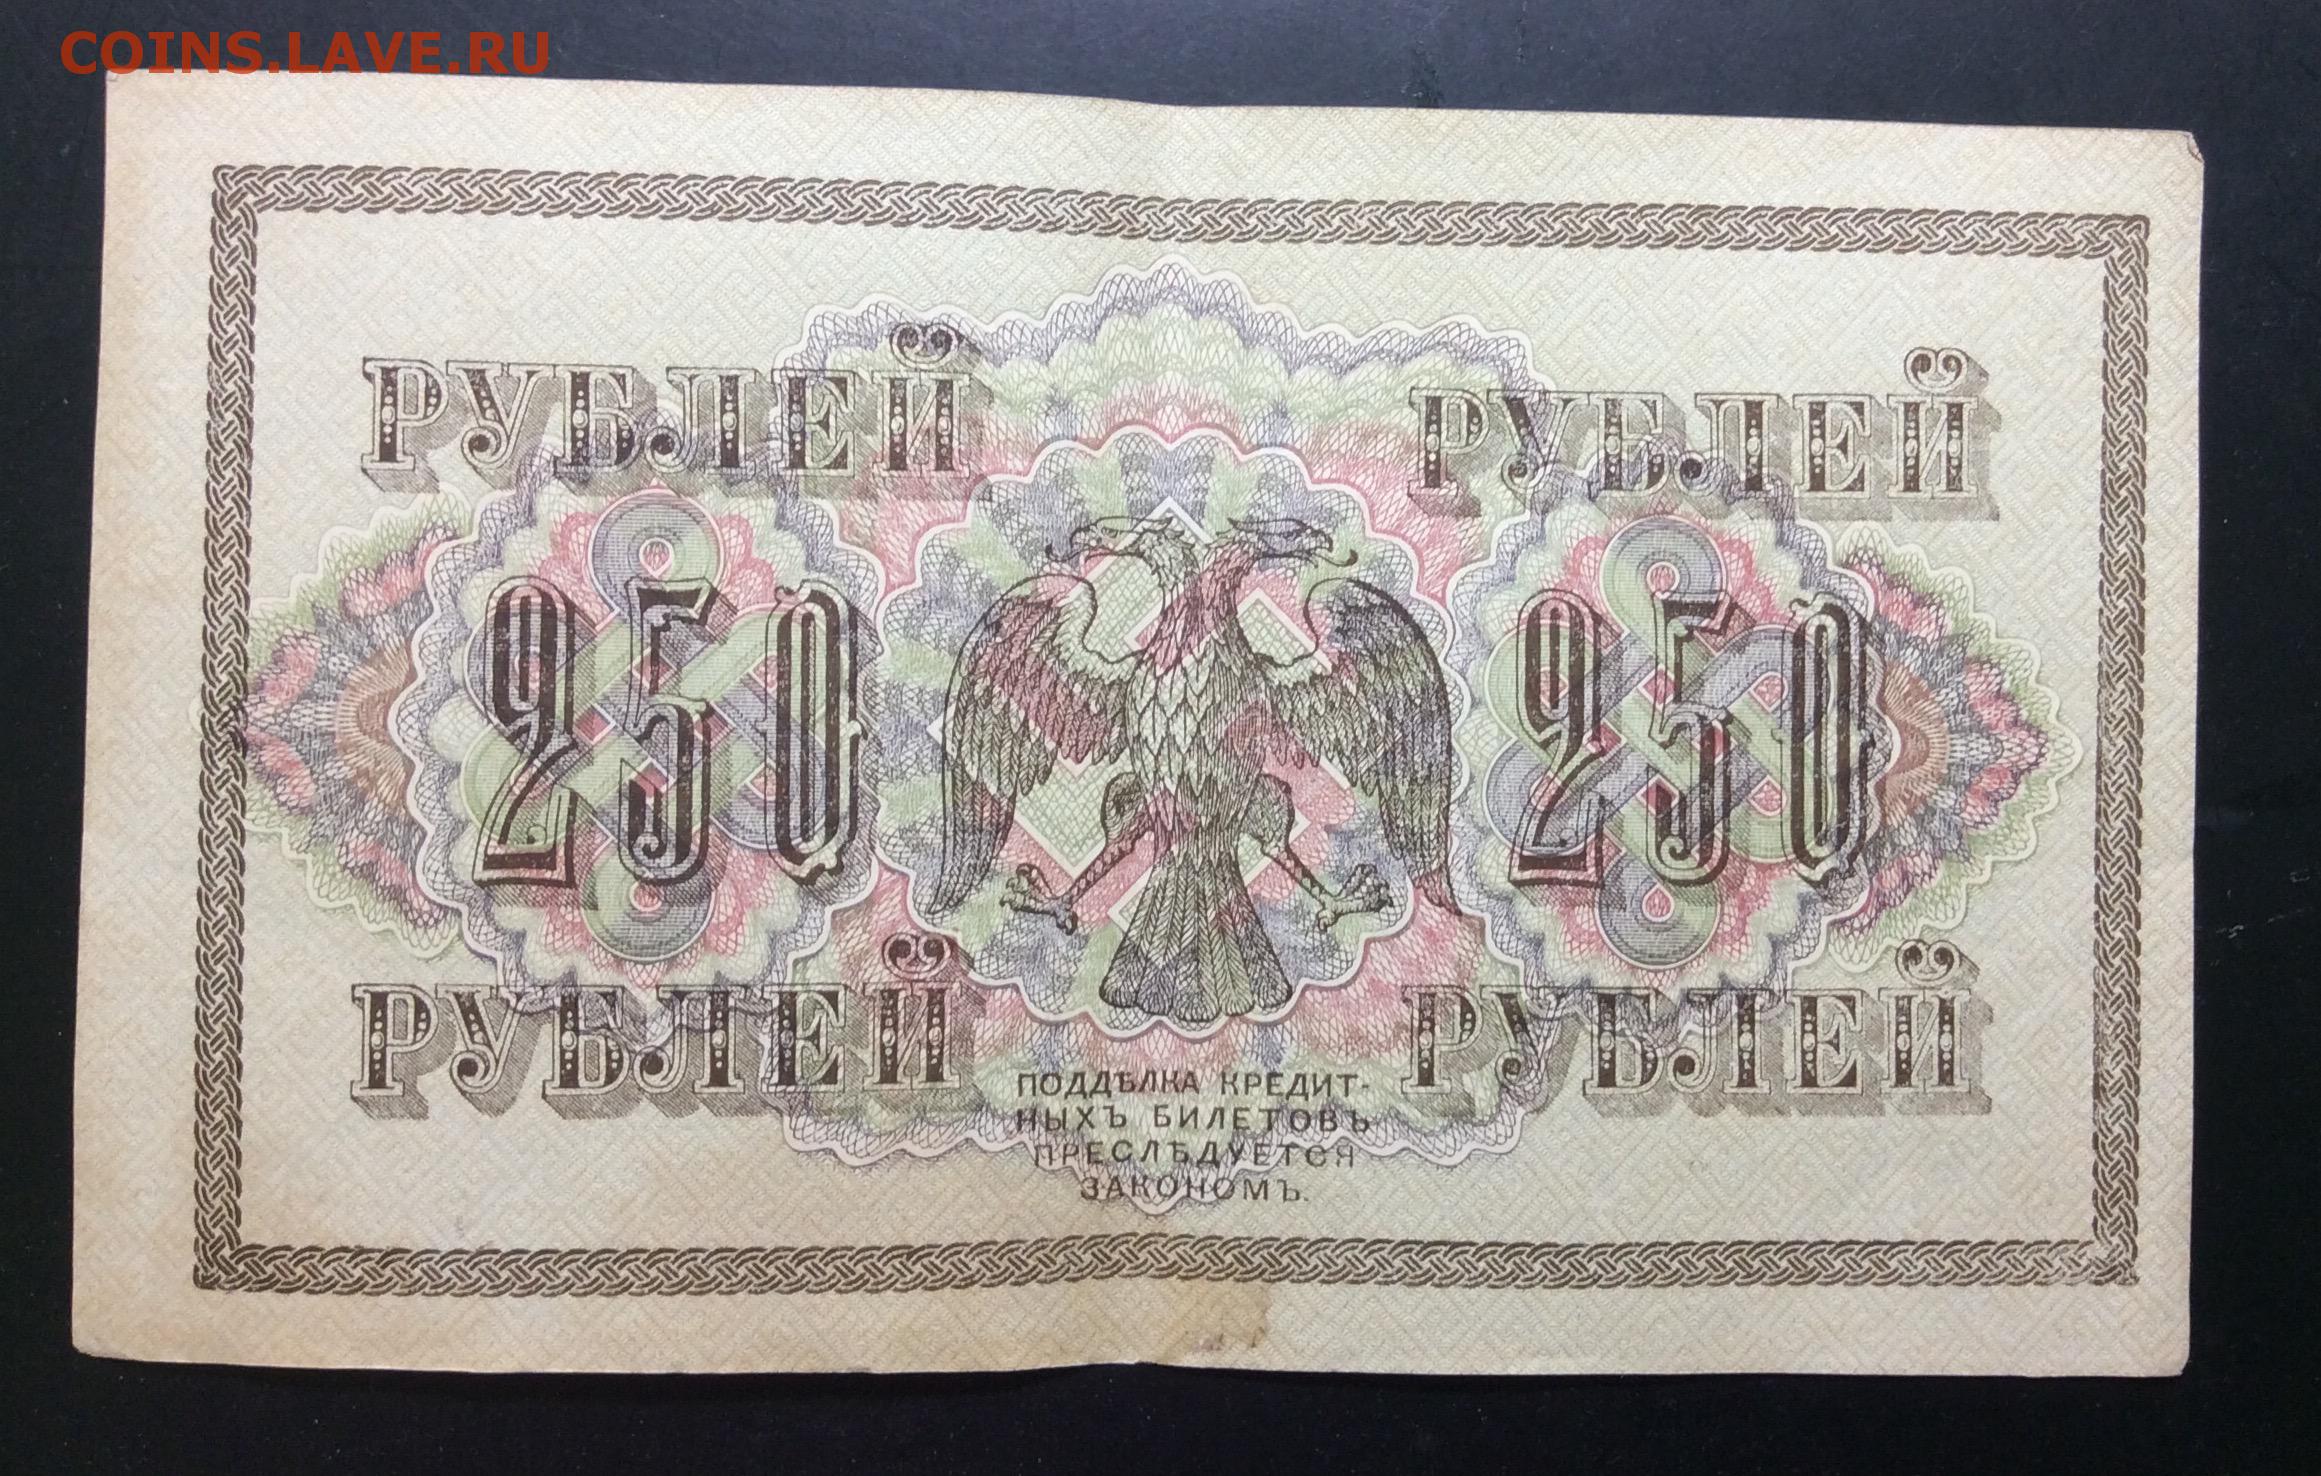 COINS.LAVE.RU
РУБЛЕЙ РУБЛЕЙ
250 250
РУБЛЕЙ РУБЛЕЙ
ПОДДѢЛКА КРЕДИТ-
НЫХЪ БИЛЕТОВЪ
ПРЕСЛѢДУЕТСЯ
ЗАКОНОМЪ.